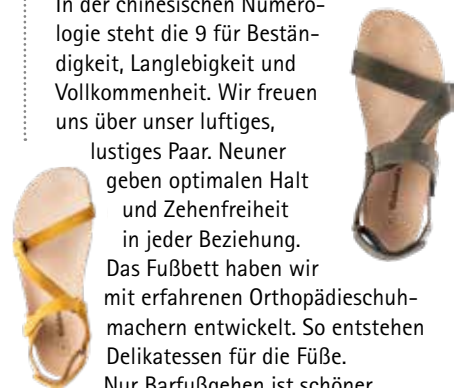 In der chinesischen Numero-
logie steht die 9 für Bestän-
digkeit, Langlebigkeit und
Vollkommenheit. Wir freuen
uns über unser luftiges,
lustiges Paar. Neuner
geben optimalen Halt
und Zehenfreiheit
in jeder Beziehung.
Das Fußbett haben wir
mit erfahrenen Orthopädieschuh-
machern entwickelt. So entstehen
Delikatessen für die Füße.
Nur Barfußgehen ist schöner